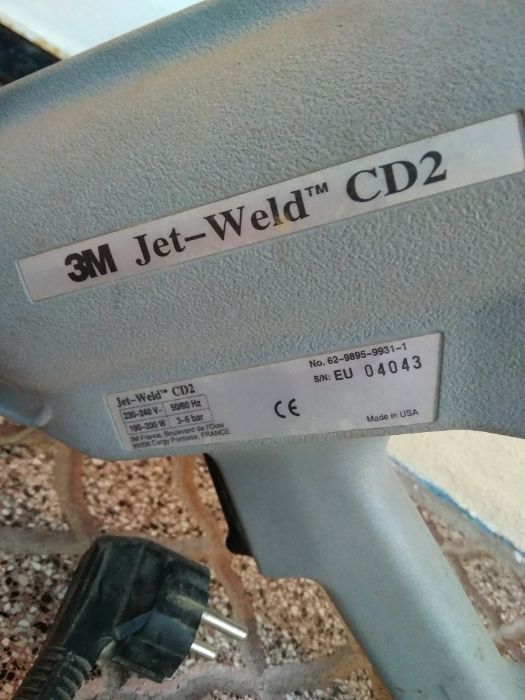 3M Jet-Weld™ CD2
No. 62-9895-9931-1
S/N: EU 04043
Jet-Weld™ CD2
230-240 V~ 50/60 Hz
190-200 W 3-6 bar
3M France, Boulevard de l'Oise
95006 Cergy Pontoise, FRANCE
CE
Made in USA